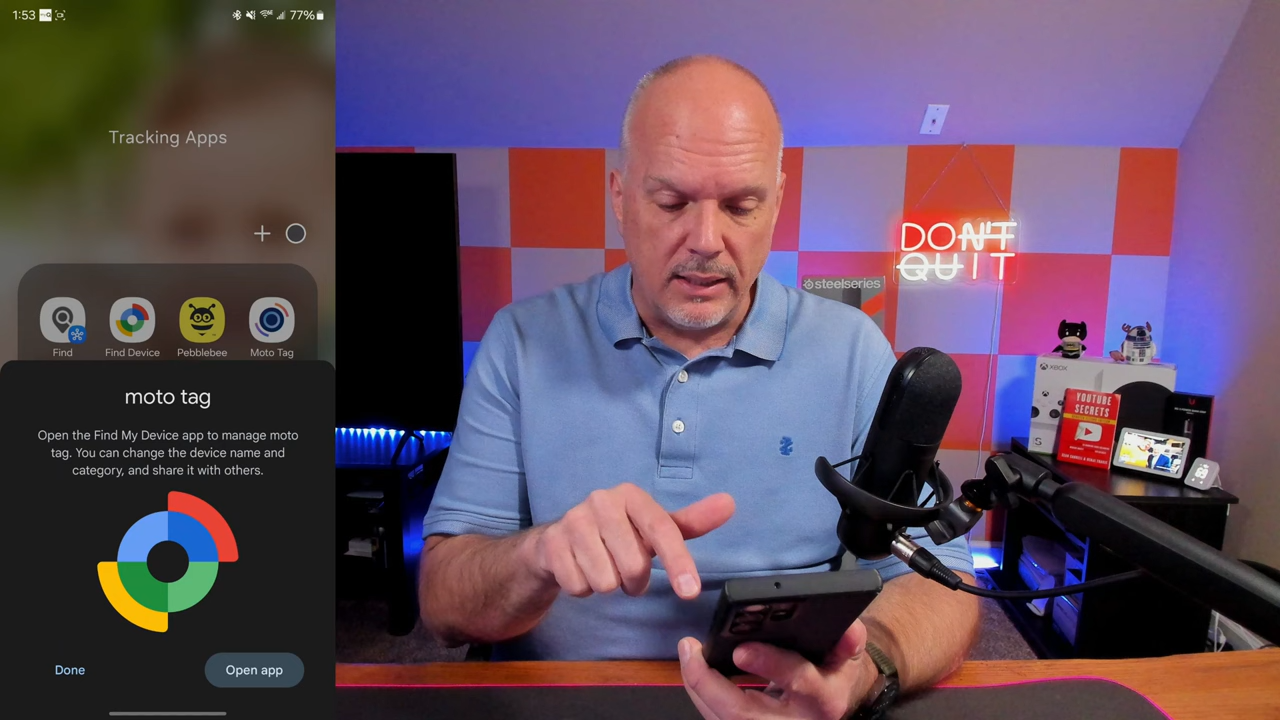 1:53
77%
Tracking Apps
Find
Find Device
Pebblebee
Moto Tag
moto tag
Open the Find My Device app to manage moto
tag. You can change the device name and
category, and share it with others.
Done
Open app
DON'T
QUIT
steelseries
XBOX
YOUTUBE
SECRETS
S